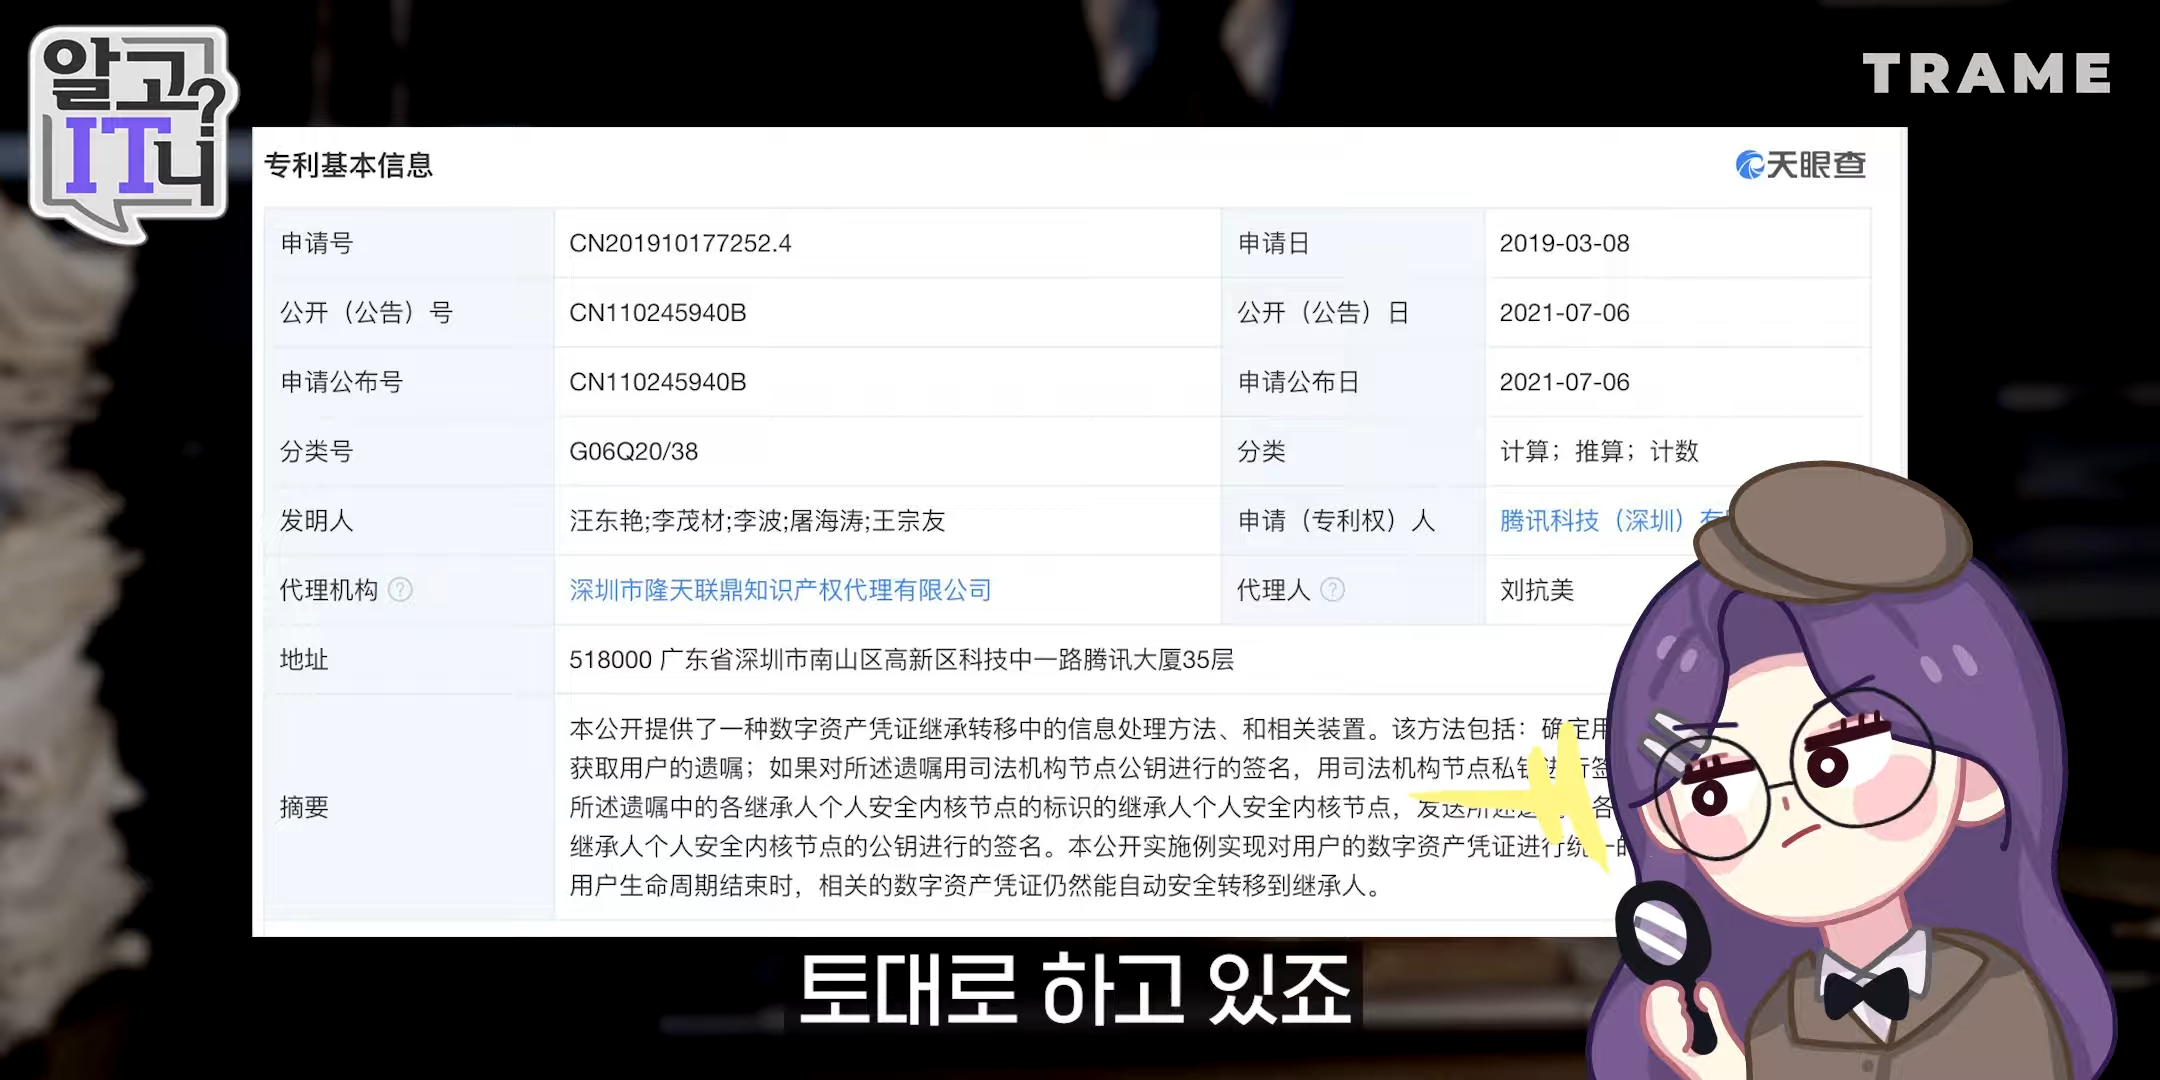 알고?
IT니
TRAME
专利基本信息
天眼查
申请号 CN201910177252.4 申请日 2019-03-08
公开（公告）号 CN110245940B 公开（公告）日 2021-07-06
申请公布号 CN110245940B 申请公布日 2021-07-06
分类号 G06Q20/38 分类 计算；推算；计数
发明人 汪东艳;李茂材;李波;屠海涛;王宗友 申请（专利权）人 腾讯科技（深圳）有
代理机构 ? 深圳市隆天联鼎知识产权代理有限公司 代理人 ? 刘抗美
地址 518000 广东省深圳市南山区高新区科技中一路腾讯大厦35层
摘要
本公开提供了一种数字资产凭证继承转移中的信息处理方法、和相关装置。该方法包括：确定用
获取用户的遗嘱；如果对所述遗嘱用司法机构节点公钥进行的签名，用司法机构节点私钥进行签
所述遗嘱中的各继承人个人安全内核节点的标识的继承人个人安全内核节点，发送所述 各
继承人个人安全内核节点的公钥进行的签名。本公开实施例实现对用户的数字资产凭证进行统一的
用户生命周期结束时，相关的数字资产凭证仍然能自动安全转移到继承人。
토대로 하고 있죠